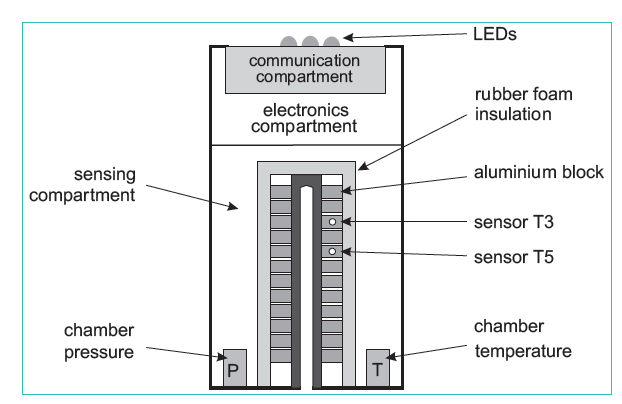 LEDs
communication
compartment
electronics
compartment
rubber foam
insulation
aluminium block
sensing
compartment
sensor T3
sensor T5
chamber
pressure
chamber
temperature
P
T